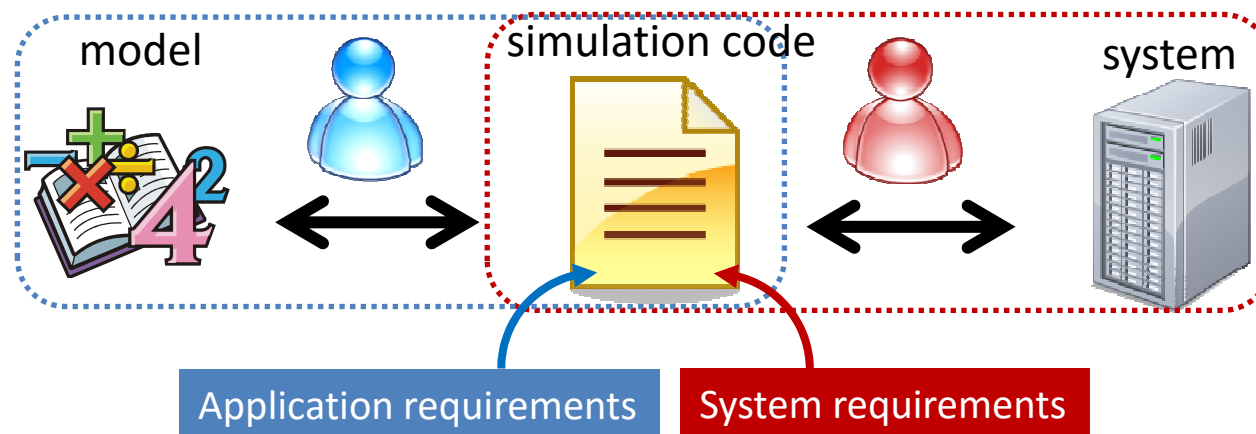 model
simulation code
system
Application requirements
System requirements